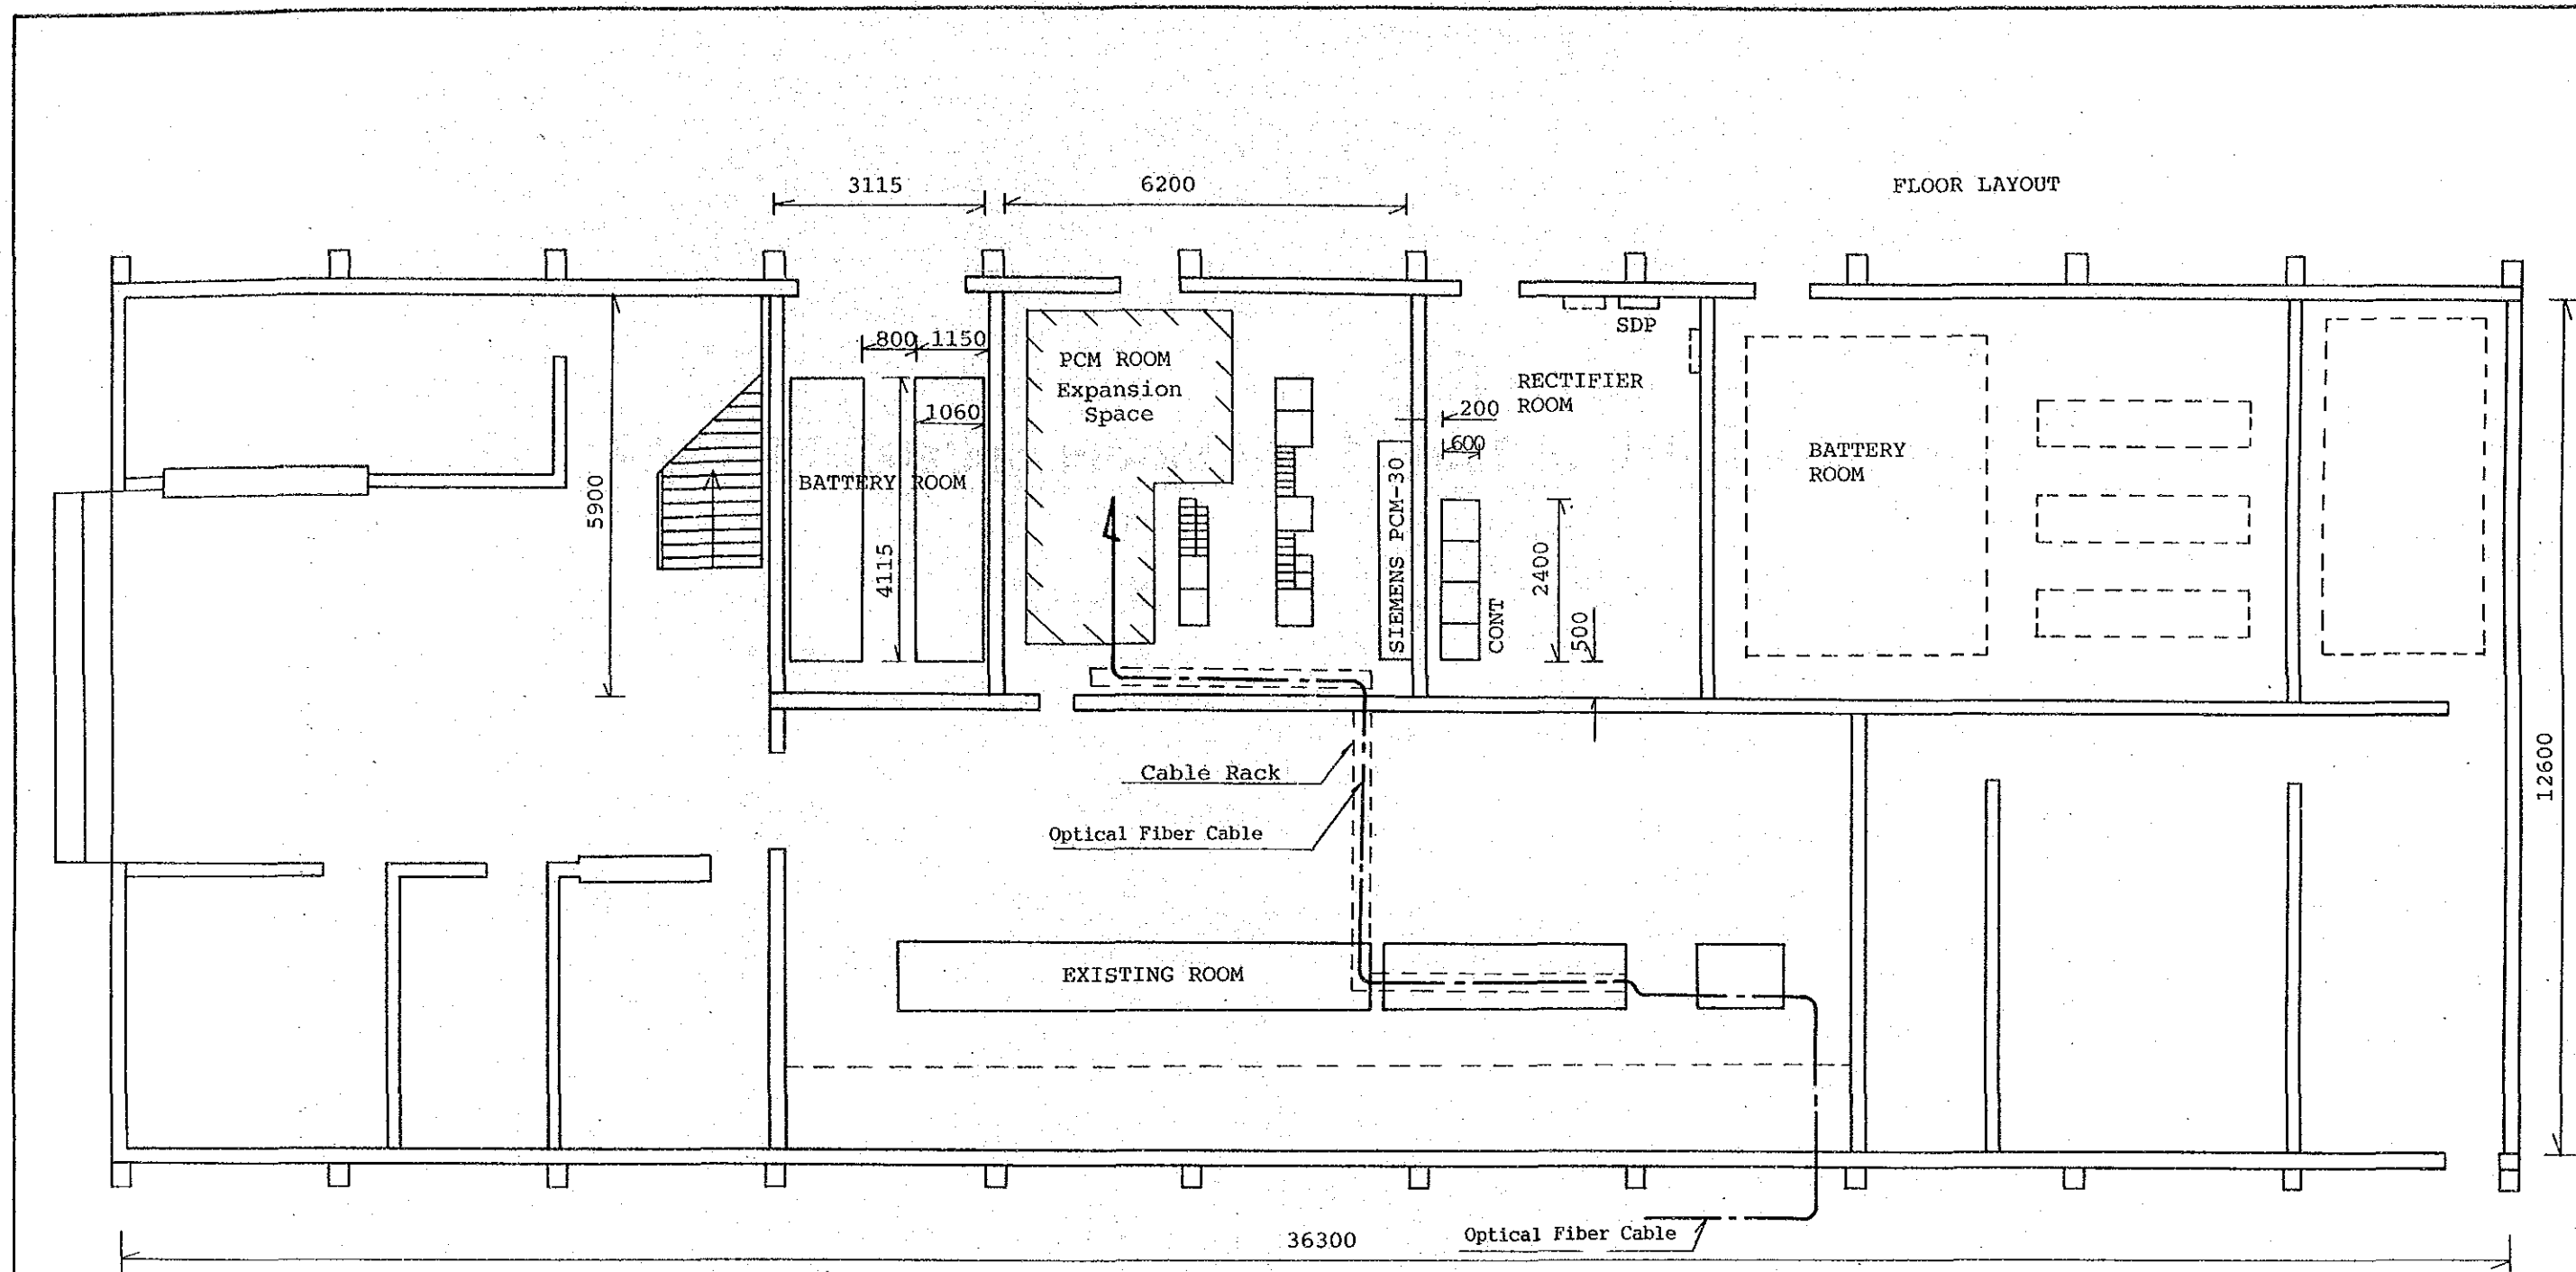 3115
6200
FLOOR LAYOUT
800
1150
SDP
PCM ROOM
Expansion
Space
RECTIFIER
ROOM
1060
200
600
BATTERY
ROOM
BATTERY ROOM
5900
4115
SIEMENS PCM-30
CONT
2400
500
12600
Cable Rack
Optical Fiber Cable
EXISTING ROOM
36300
Optical Fiber Cable